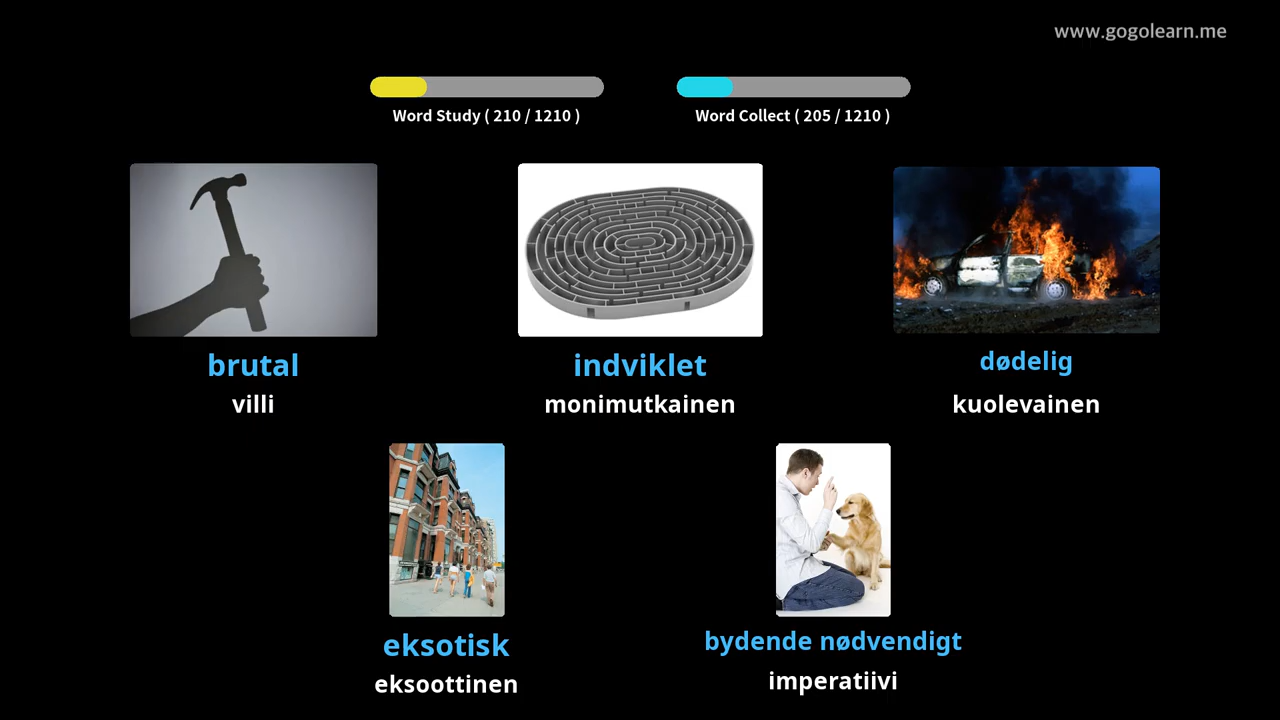 www.gogolearn.me
Word Study ( 210 / 1210 )
Word Collect ( 205 / 1210 )
brutal
villi
indviklet
monimutkainen
dødelig
kuolevainen
eksotisk
eksoottinen
bydende nødvendigt
imperatiivi